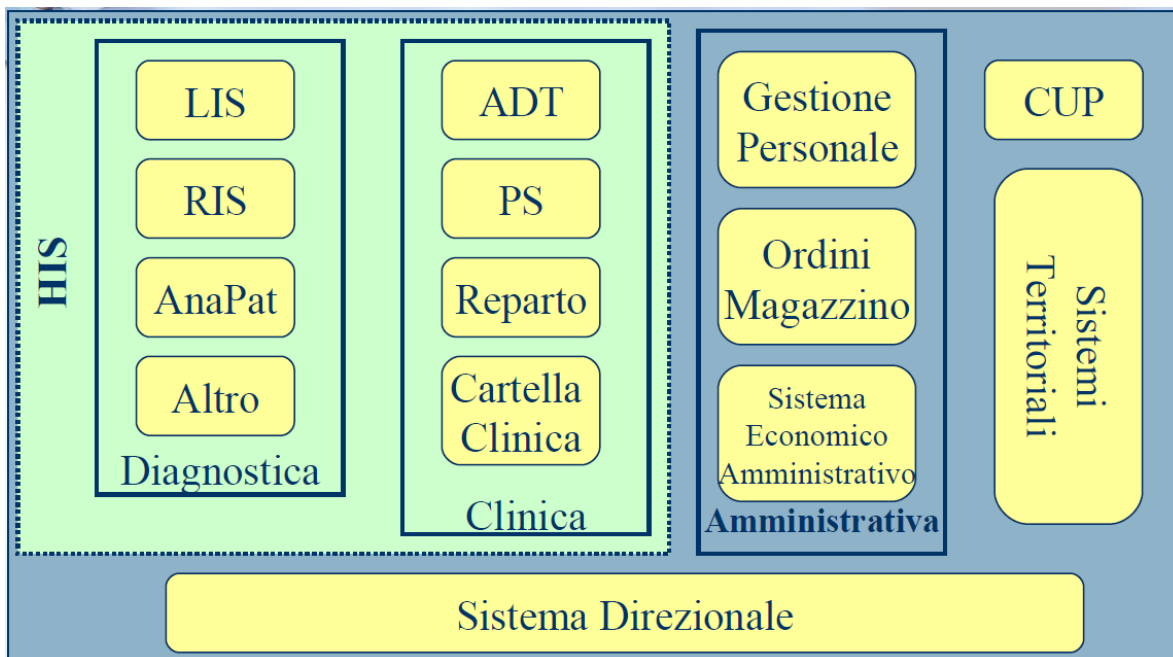 HIS
LIS
RIS
AnaPat
Altro
Diagnostica
ADT
PS
Reparto
Cartella
Clinica
Clinica
Gestione
Personale
Ordini
Magazzino
Sistema
Economico
Amministrativo
Amministrativa
CUP
Sistemi
Territoriali
Sistema Direzionale